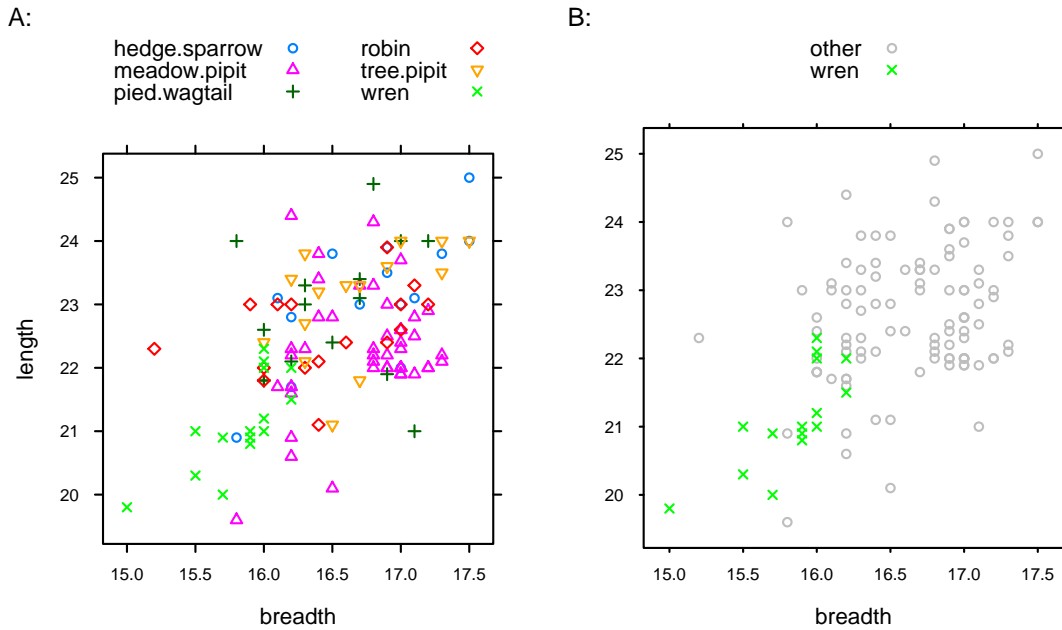 A:
hedge.sparrow robin
meadow.pipit tree.pipit
pied.wagtail wren
25
24
23
22
21
20
length
15.0 15.5 16.0 16.5 17.0 17.5
breadth
B:
other
wren
25
24
23
22
21
20
15.0 15.5 16.0 16.5 17.0 17.5
breadth